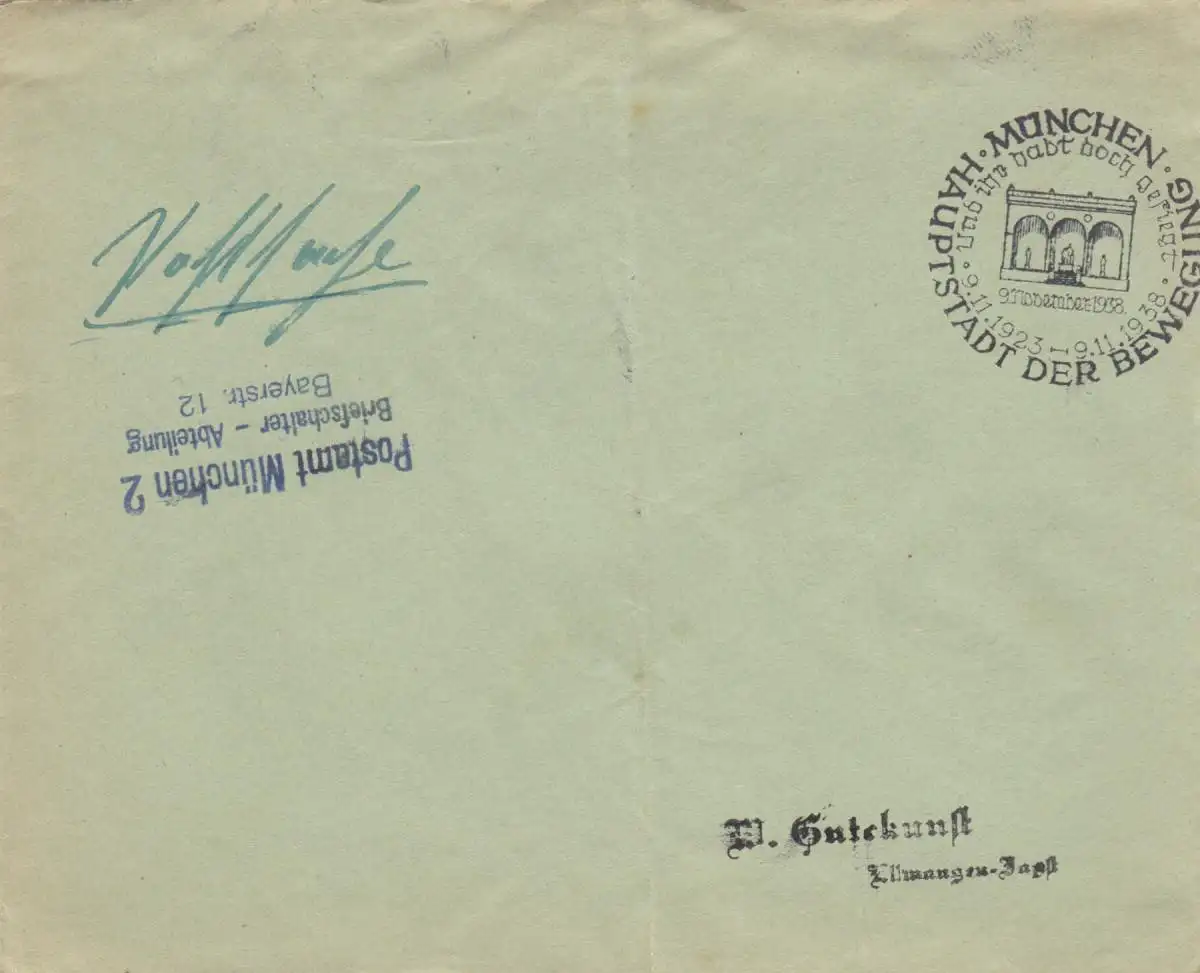 MÜNCHEN · HAUPTSTADT DER BEWEGUNG ·
· Und ihr habt doch gesiegt ·
9. November 1938.
9.11.1923 – 9.11.1938
Postsache
Postamt München 2
Briefschalter - Abteilung
Bayerstr. 12
W. Gutekunst
Ellwangen-Jagst